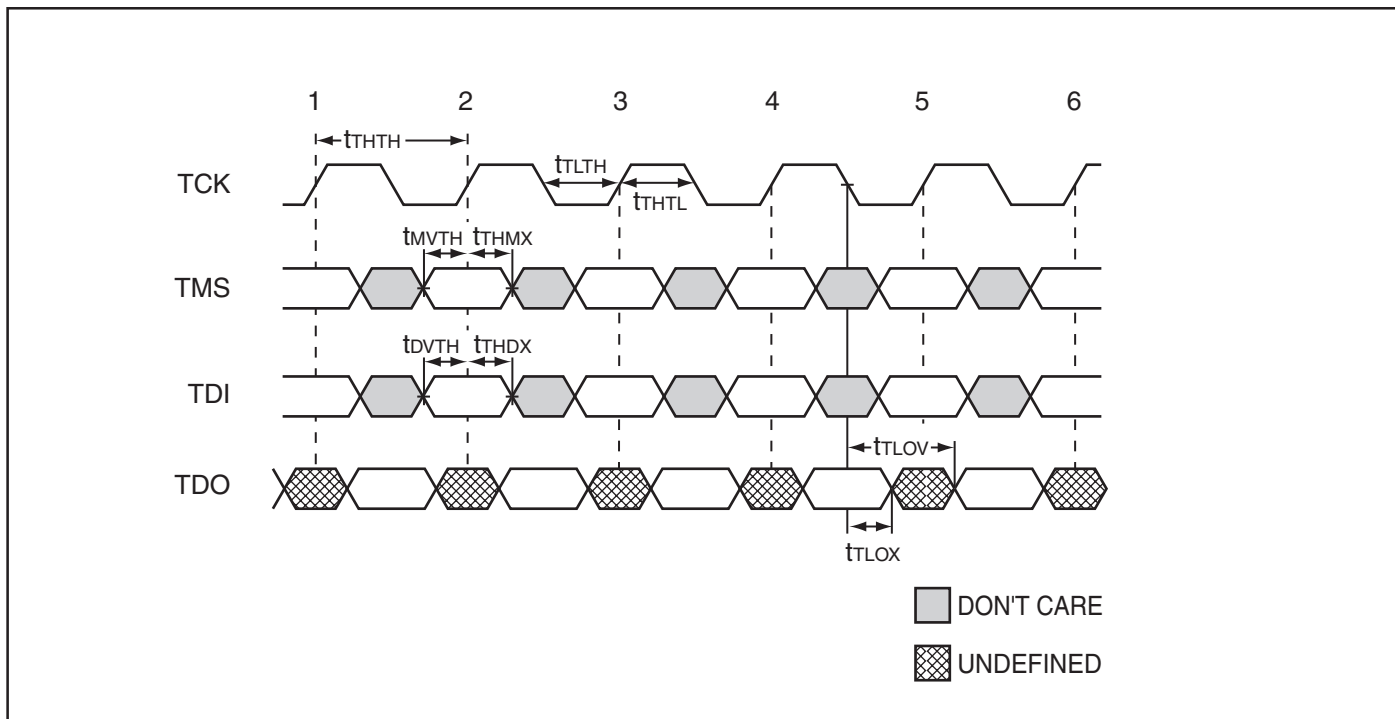 1 2 3 4 5 6
tTHTH
TCK
tTLTH
tTHTL
tMVTH tTHMX
TMS
tDVTH tTHDX
TDI
tTLOV
TDO
tTLOX
DON'T CARE
UNDEFINED